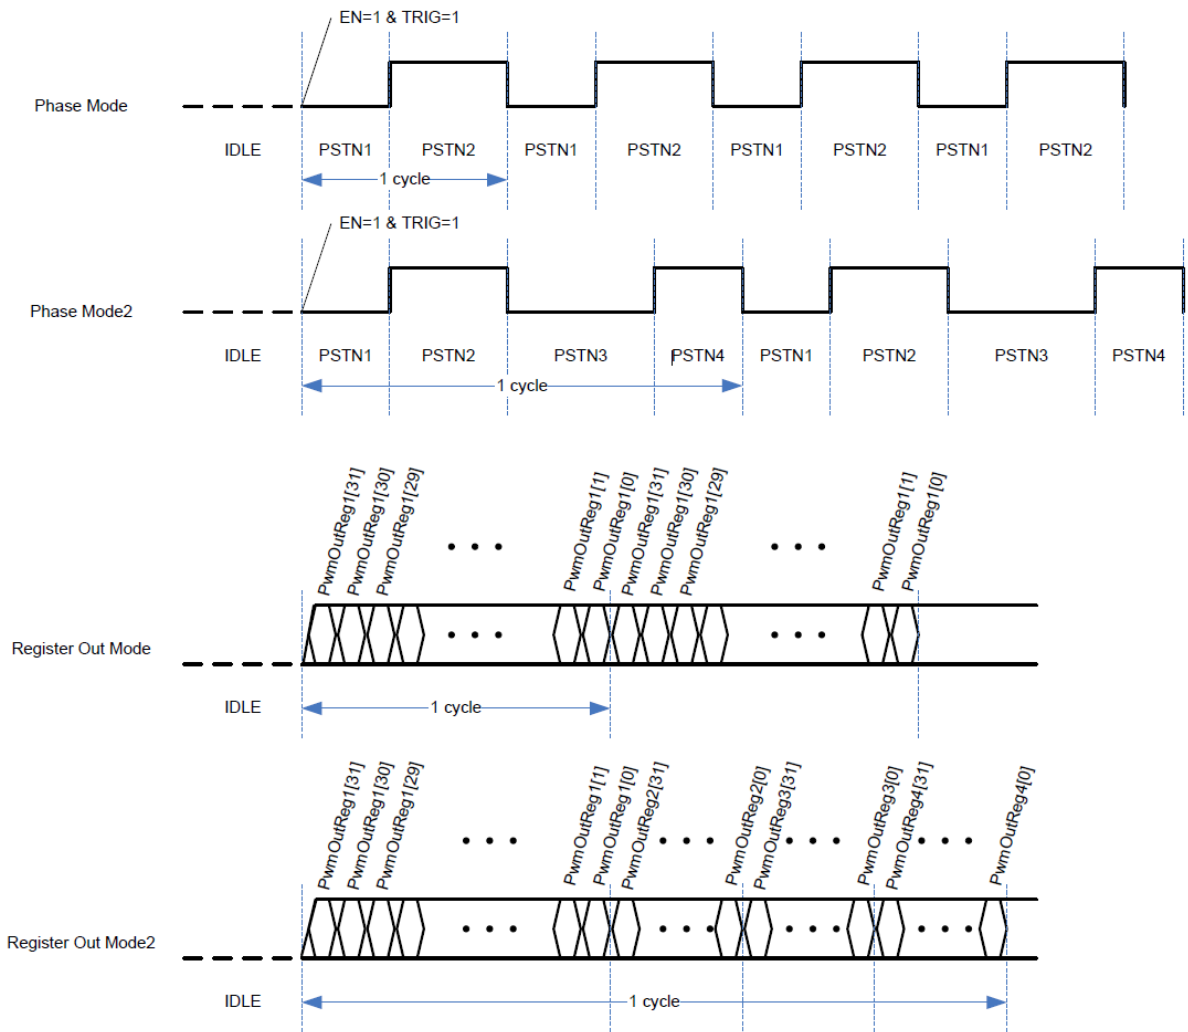 EN=1 & TRIG=1
Phase Mode
IDLE PSTN1 PSTN2 PSTN1 PSTN2 PSTN1 PSTN2 PSTN1 PSTN2
1 cycle
EN=1 & TRIG=1
Phase Mode2
IDLE PSTN1 PSTN2 PSTN3 PSTN4 PSTN1 PSTN2 PSTN3 PSTN4
1 cycle
PwmOutReg1[31]
PwmOutReg1[30]
PwmOutReg1[29]
PwmOutReg1[1]
PwmOutReg1[0]
PwmOutReg1[31]
PwmOutReg1[30]
PwmOutReg1[29]
PwmOutReg1[1]
PwmOutReg1[0]
Register Out Mode
IDLE
1 cycle
PwmOutReg1[31]
PwmOutReg1[30]
PwmOutReg1[29]
PwmOutReg1[1]
PwmOutReg1[0]
PwmOutReg2[31]
PwmOutReg2[0]
PwmOutReg3[31]
PwmOutReg3[0]
PwmOutReg4[31]
PwmOutReg4[0]
Register Out Mode2
IDLE
1 cycle